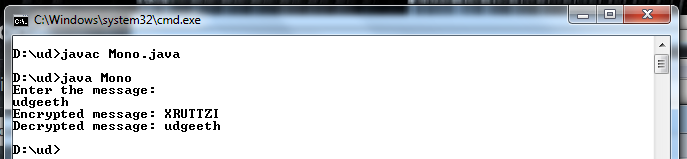 C:\Windows\system32\cmd.exe
D:\ud>javac Mono.java
D:\ud>java Mono
Enter the message:
udgeeth
Encrypted message: XRUTTZI
Decrypted message: udgeeth
D:\ud>